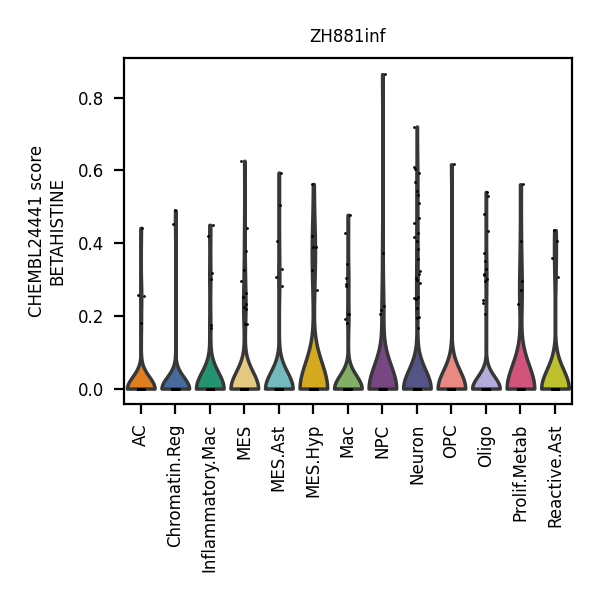 ZH881inf
CHEMBL24441 score
BETAHISTINE
0.8
0.6
0.4
0.2
0.0
AC
Chromatin.Reg
Inflammatory.Mac
MES
MES.Ast
MES.Hyp
Mac
NPC
Neuron
OPC
Oligo
Prolif.Metab
Reactive.Ast